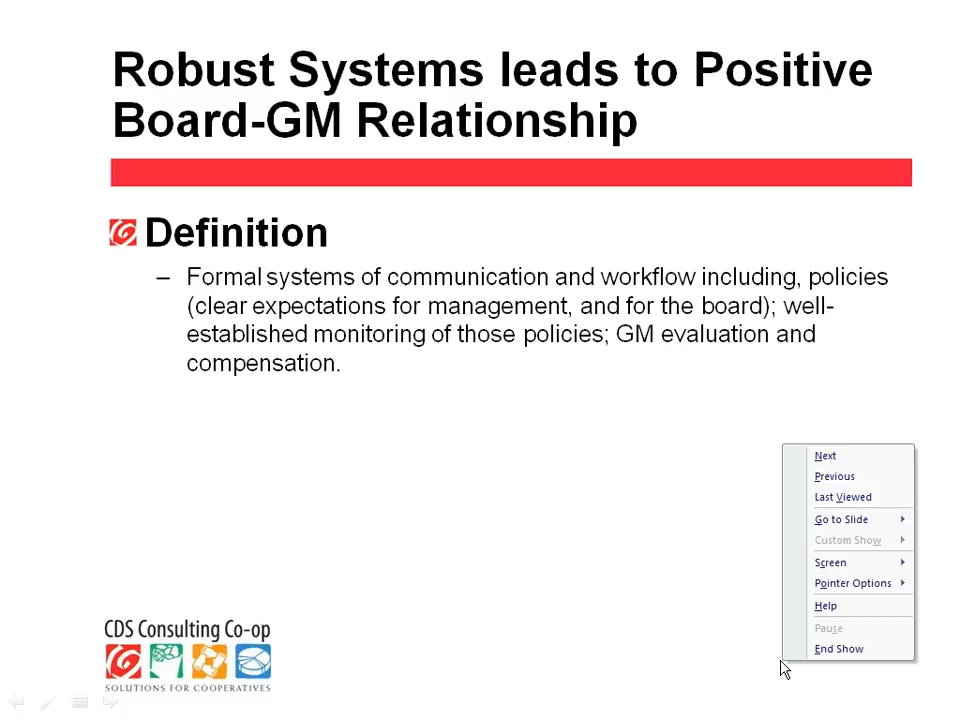 Robust Systems leads to Positive
Board-GM Relationship
Definition
– Formal systems of communication and workflow including, policies
(clear expectations for management, and for the board); well-
established monitoring of those policies; GM evaluation and
compensation.
Next
Previous
Last Viewed
Go to Slide
Custom Show
Screen
Pointer Options
Help
Pause
End Show
CDS Consulting Co-op
SOLUTIONS FOR COOPERATIVES